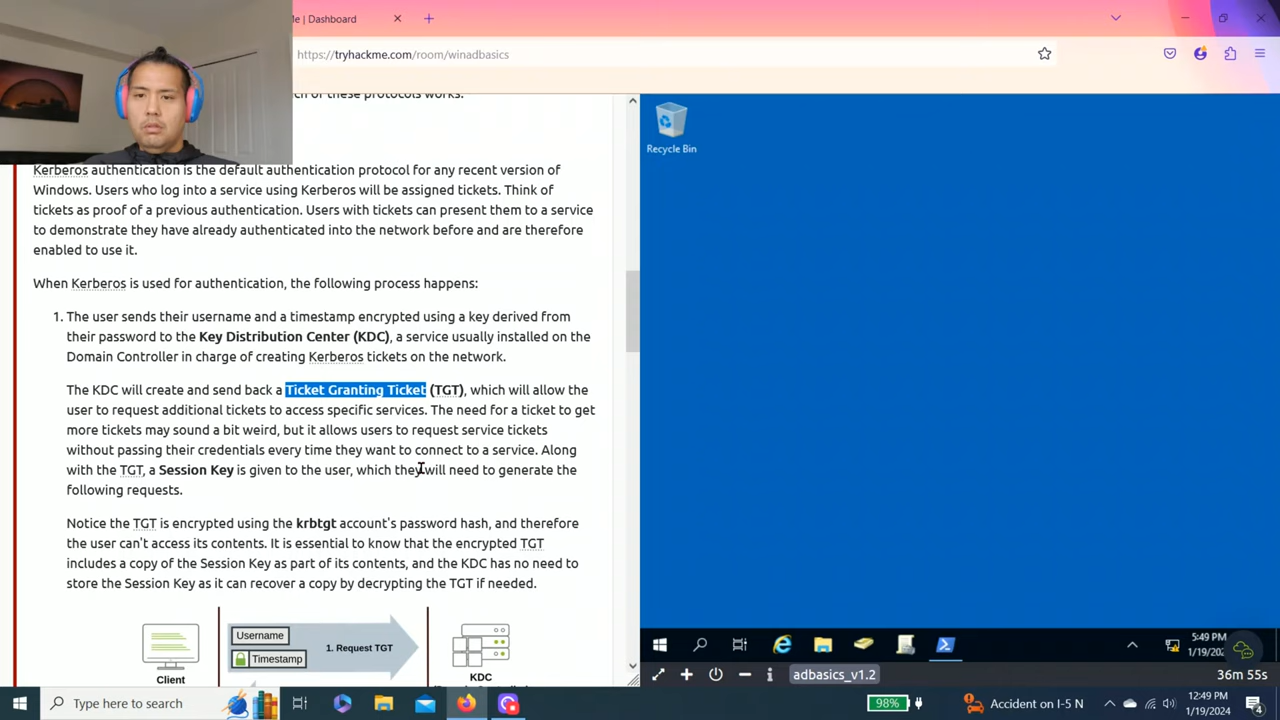 Me | Dashboard
https://tryhackme.com/room/winadbasics
ch of these protocols works.
Kerberos authentication is the default authentication protocol for any recent version of
Windows. Users who log into a service using Kerberos will be assigned tickets. Think of
tickets as proof of a previous authentication. Users with tickets can present them to a service
to demonstrate they have already authenticated into the network before and are therefore
enabled to use it.
When Kerberos is used for authentication, the following process happens:
1. The user sends their username and a timestamp encrypted using a key derived from
their password to the Key Distribution Center (KDC), a service usually installed on the
Domain Controller in charge of creating Kerberos tickets on the network.
The KDC will create and send back a Ticket Granting Ticket (TGT), which will allow the
user to request additional tickets to access specific services. The need for a ticket to get
more tickets may sound a bit weird, but it allows users to request service tickets
without passing their credentials every time they want to connect to a service. Along
with the TGT, a Session Key is given to the user, which they will need to generate the
following requests.
Notice the TGT is encrypted using the krbtgt account's password hash, and therefore
the user can't access its contents. It is essential to know that the encrypted TGT
includes a copy of the Session Key as part of its contents, and the KDC has no need to
store the Session Key as it can recover a copy by decrypting the TGT if needed.
Username
Timestamp
1. Request TGT
Client
KDC
Recycle Bin
3:49 PM
1/19/202
adbasics_v1.2
36m 55s
Type here to search
98%
Accident on I-5 N
12:49 PM
1/19/2024
4